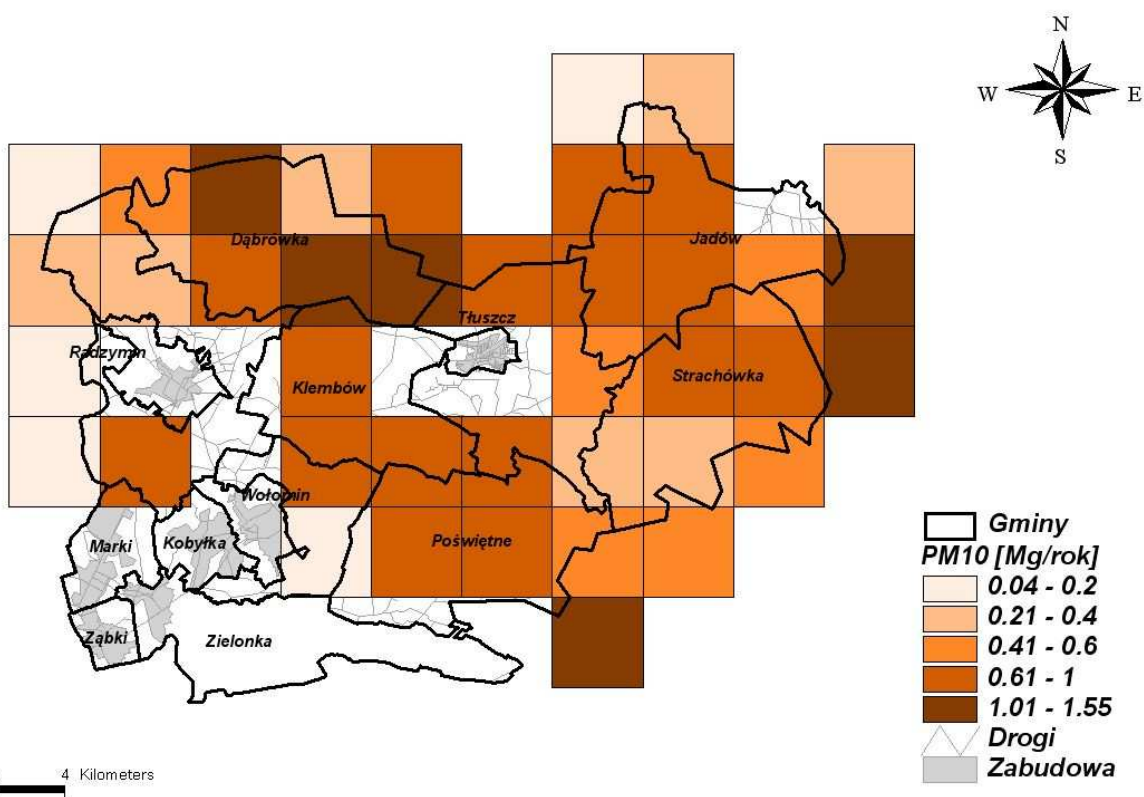 N
W E
S
Dąbrówka
Jadów
Tłuszcz
Radzymin
Klembów
Strachówka
Wołomin
Marki
Kobyłka
Poświętne
Ząbki
Zielonka
Gminy
PM10 [Mg/rok]
0.04 - 0.2
0.21 - 0.4
0.41 - 0.6
0.61 - 1
1.01 - 1.55
Drogi
Zabudowa
4 Kilometers